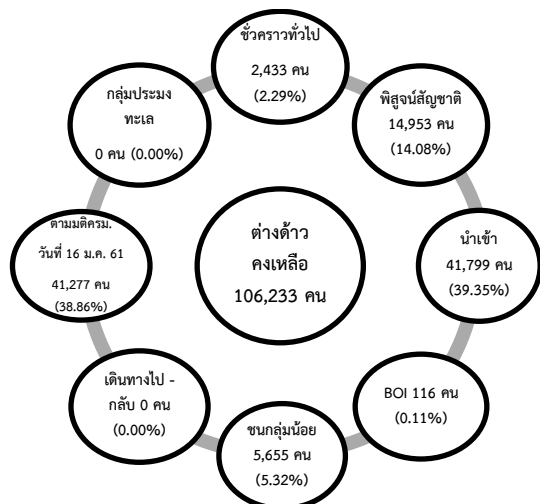 ชั่วคราวทั่วไป
2,433 คน
(2.29%)
พิสูจน์สัญชาติ
14,953 คน
(14.08%)
นำเข้า
41,799 คน
(39.35%)
BOI 116 คน
(0.11%)
ชนกลุ่มน้อย
5,655 คน
(5.32%)
เดินทางไป -
กลับ 0 คน
(0.00%)
ตามมติครม.
วันที่ 16 ม.ค. 61
41,277 คน
(38.86%)
กลุ่มประมง
ทะเล
0 คน (0.00%)
ต่างด้าว
คงเหลือ
106,233 คน